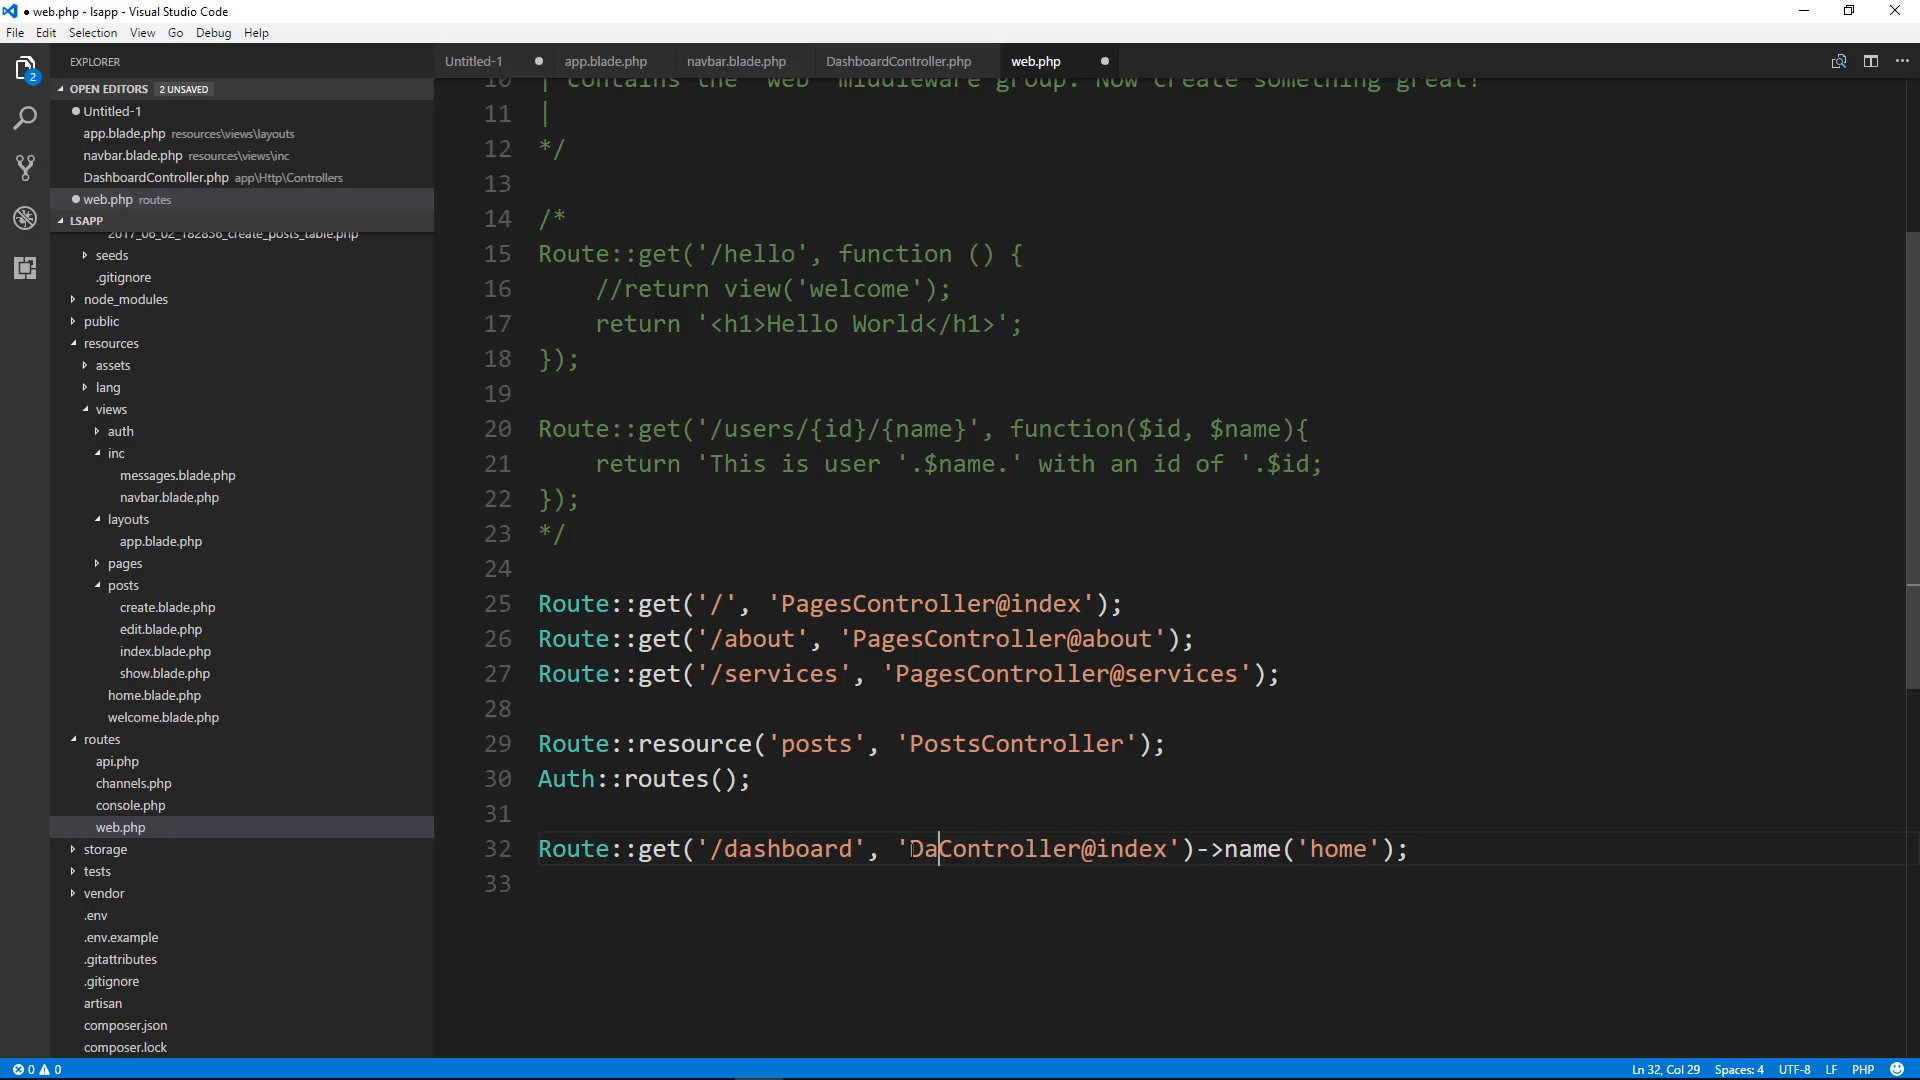 web.php - lsapp - Visual Studio Code
File Edit Selection View Go Debug Help
EXPLORER
OPEN EDITORS 2 UNSAVED
Untitled-1
app.blade.php resources\views\layouts
navbar.blade.php resources\views\inc
DashboardController.php app\Http\Controllers
web.php routes
LSAPP
2017_06_02_182836_create_posts_table.php
seeds
.gitignore
node_modules
public
resources
assets
lang
views
auth
inc
messages.blade.php
navbar.blade.php
layouts
app.blade.php
pages
posts
create.blade.php
edit.blade.php
index.blade.php
show.blade.php
home.blade.php
welcome.blade.php
routes
api.php
channels.php
console.php
web.php
storage
tests
vendor
.env
.env.example
.gitattributes
.gitignore
artisan
composer.json
composer.lock
2
Untitled-1 app.blade.php navbar.blade.php DashboardController.php web.php
10 | contains the "web" middleware group. Now create something great!
11 |
12 */
13
14 /*
15 Route::get('/hello', function () {
16 //return view('welcome');
17 return '<h1>Hello World</h1>';
18 });
19
20 Route::get('/users/{id}/{name}', function($id, $name){
21 return 'This is user '.$name.' with an id of '.$id;
22 });
23 */
24
25 Route::get('/', 'PagesController@index');
26 Route::get('/about', 'PagesController@about');
27 Route::get('/services', 'PagesController@services');
28
29 Route::resource('posts', 'PostsController');
30 Auth::routes();
31
32 Route::get('/dashboard', 'DaController@index')->name('home');
33
0 0 Ln 32, Col 29 Spaces: 4 UTF-8 LF PHP